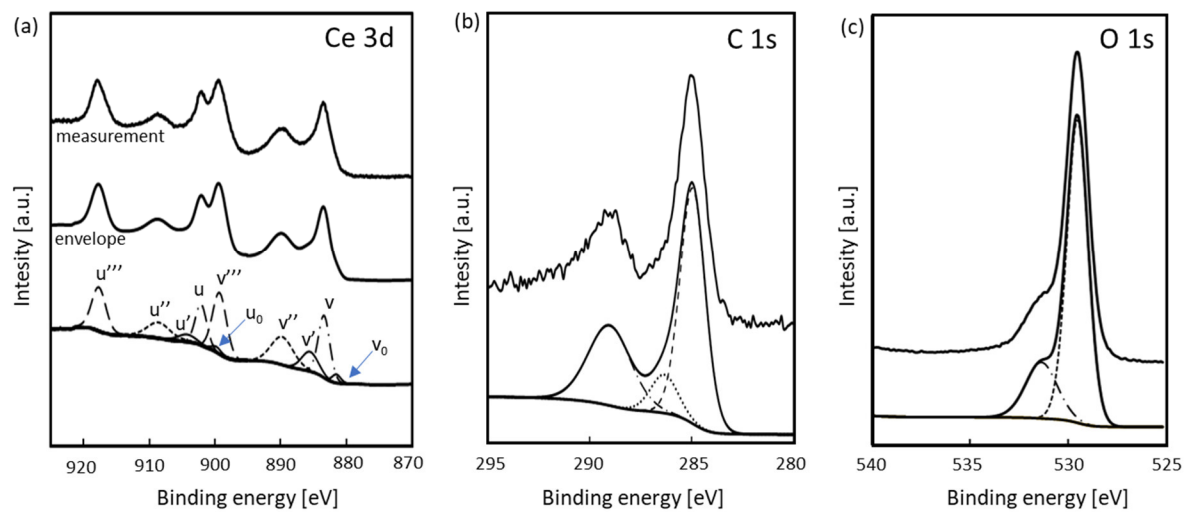 (a)
Ce 3d
measurement
envelope
u’’’
u’’
u’
u
v’’’
u₀
v’’
v’
v
v₀
Intesity [a.u.]
920 910 900 890 880 870
Binding energy [eV]
(b)
C 1s
Intesity [a.u.]
295 290 285 280
Binding energy [eV]
(c)
O 1s
Intesity [a.u.]
540 535 530 525
Binding energy [eV]